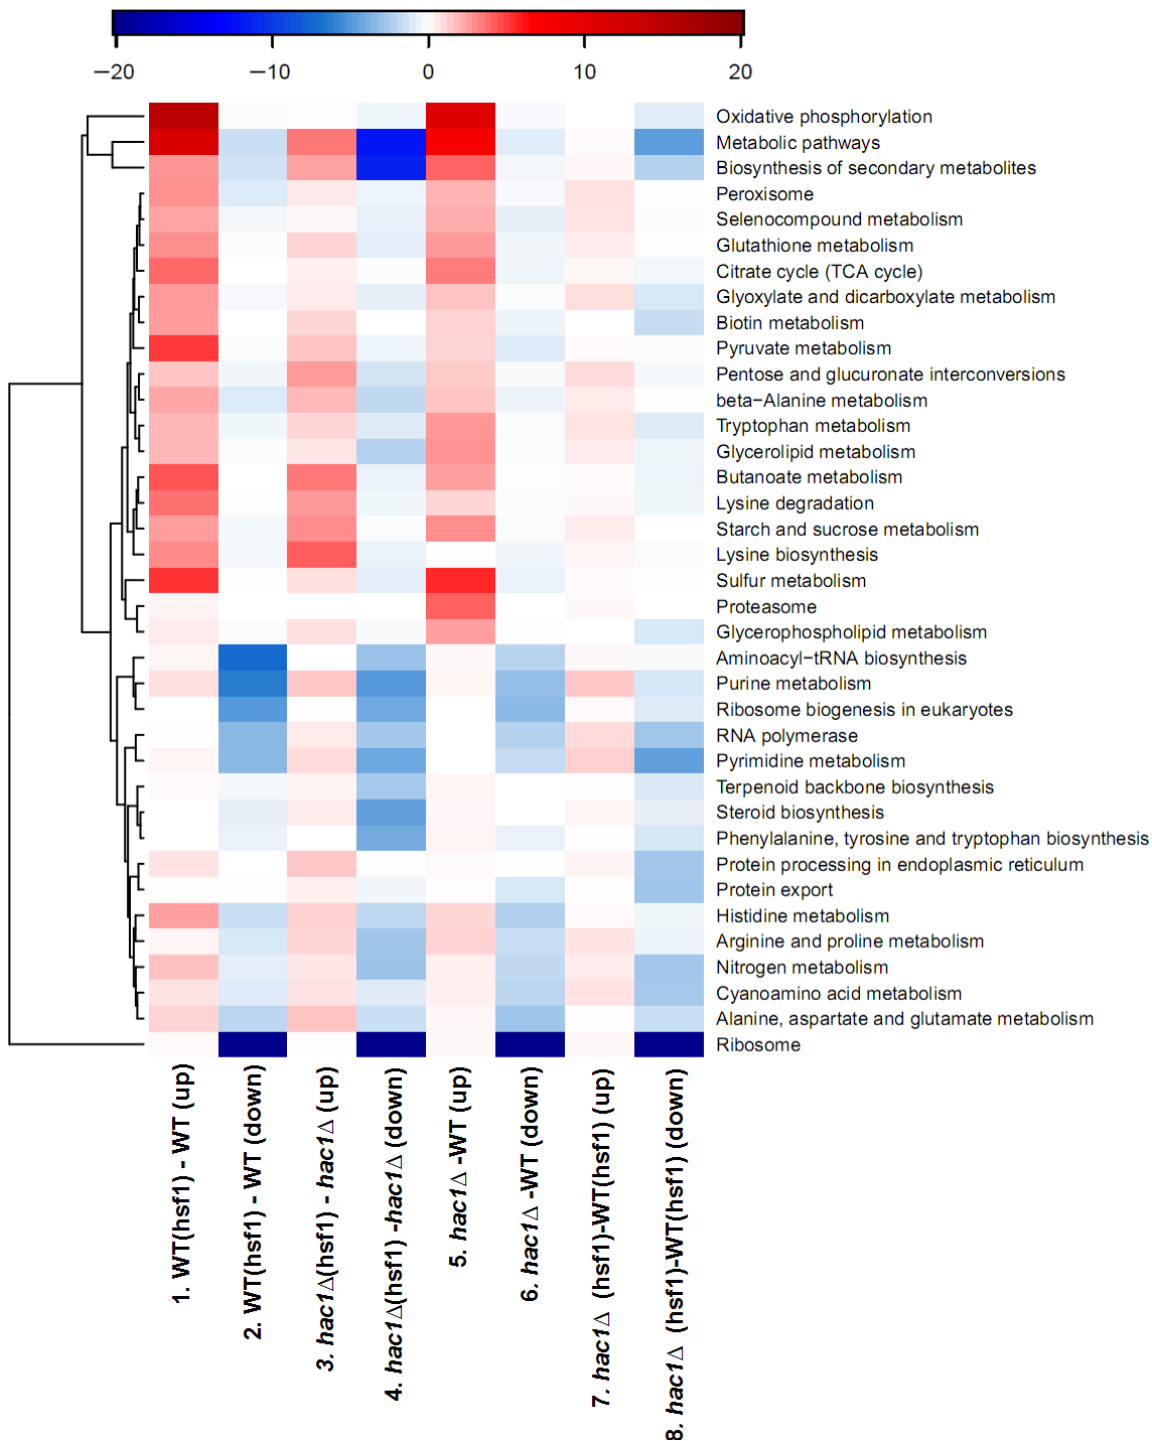 −20 −10 0 10 20
Oxidative phosphorylation
Metabolic pathways
Biosynthesis of secondary metabolites
Peroxisome
Selenocompound metabolism
Glutathione metabolism
Citrate cycle (TCA cycle)
Glyoxylate and dicarboxylate metabolism
Biotin metabolism
Pyruvate metabolism
Pentose and glucuronate interconversions
beta−Alanine metabolism
Tryptophan metabolism
Glycerolipid metabolism
Butanoate metabolism
Lysine degradation
Starch and sucrose metabolism
Lysine biosynthesis
Sulfur metabolism
Proteasome
Glycerophospholipid metabolism
Aminoacyl−tRNA biosynthesis
Purine metabolism
Ribosome biogenesis in eukaryotes
RNA polymerase
Pyrimidine metabolism
Terpenoid backbone biosynthesis
Steroid biosynthesis
Phenylalanine, tyrosine and tryptophan biosynthesis
Protein processing in endoplasmic reticulum
Protein export
Histidine metabolism
Arginine and proline metabolism
Nitrogen metabolism
Cyanoamino acid metabolism
Alanine, aspartate and glutamate metabolism
Ribosome
1. WT(hsf1) - WT (up)
2. WT(hsf1) - WT (down)
3. hac1Δ(hsf1) - hac1Δ (up)
4. hac1Δ(hsf1) -hac1Δ (down)
5. hac1Δ -WT (up)
6. hac1Δ -WT (down)
7. hac1Δ (hsf1)-WT(hsf1) (up)
8. hac1Δ (hsf1)-WT(hsf1) (down)